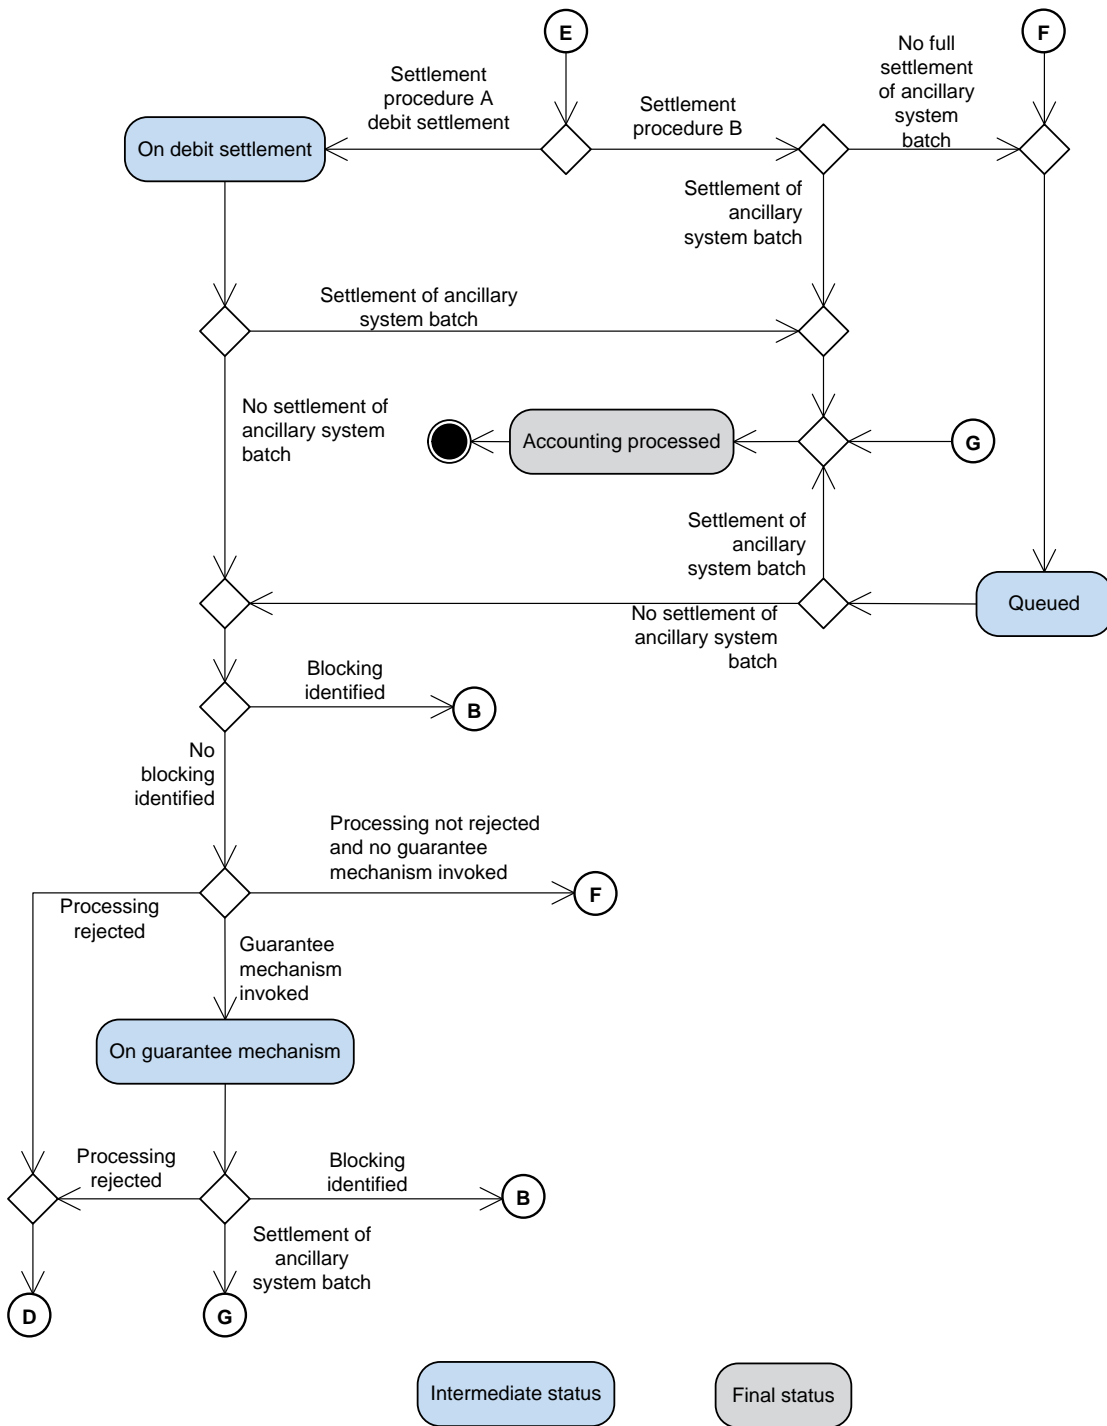 E
F
No full
settlement
of ancillary
system
batch
Settlement
procedure A
debit settlement
Settlement
procedure B
On debit settlement
Settlement of
ancillary
system batch
Settlement of ancillary
system batch
No settlement of
ancillary system
batch
Accounting processed
G
Settlement of
ancillary
system batch
Queued
No settlement of
ancillary system
batch
Blocking
identified
B
No
blocking
identified
Processing not rejected
and no guarantee
mechanism invoked
F
Processing
rejected
Guarantee
mechanism
invoked
On guarantee mechanism
Processing
rejected
Blocking
identified
B
Settlement of
ancillary
system batch
D
G
Intermediate status
Final status